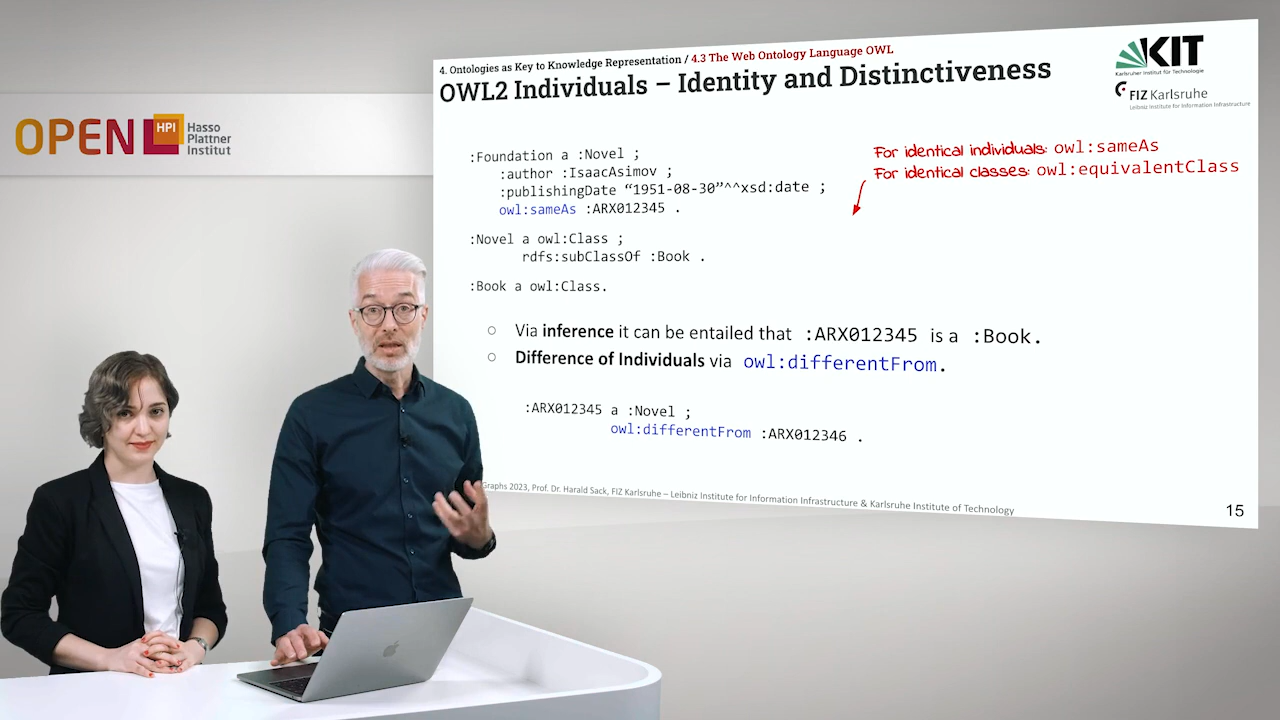 OPEN HPI Hasso
Plattner
Institut
4. Ontologies as Key to Knowledge Representation / 4.3 The Web Ontology Language OWL
OWL2 Individuals – Identity and Distinctiveness
KIT
Karlsruher Institut für Technologie
FIZ Karlsruhe
Leibniz Institute for Information Infrastructure
:Foundation a :Novel ;
:author :IsaacAsimov ;
:publishingDate “1951-08-30”^^xsd:date ;
owl:sameAs :ARX012345 .
For identical individuals: owl:sameAs
For identical classes: owl:equivalentClass
:Novel a owl:Class ;
rdfs:subClassOf :Book .
:Book a owl:Class.
○ Via inference it can be entailed that :ARX012345 is a :Book.
○ Difference of Individuals via owl:differentFrom.
:ARX012345 a :Novel ;
owl:differentFrom :ARX012346 .
Graphs 2023, Prof. Dr. Harald Sack, FIZ Karlsruhe – Leibniz Institute for Information Infrastructure & Karlsruhe Institute of Technology
15